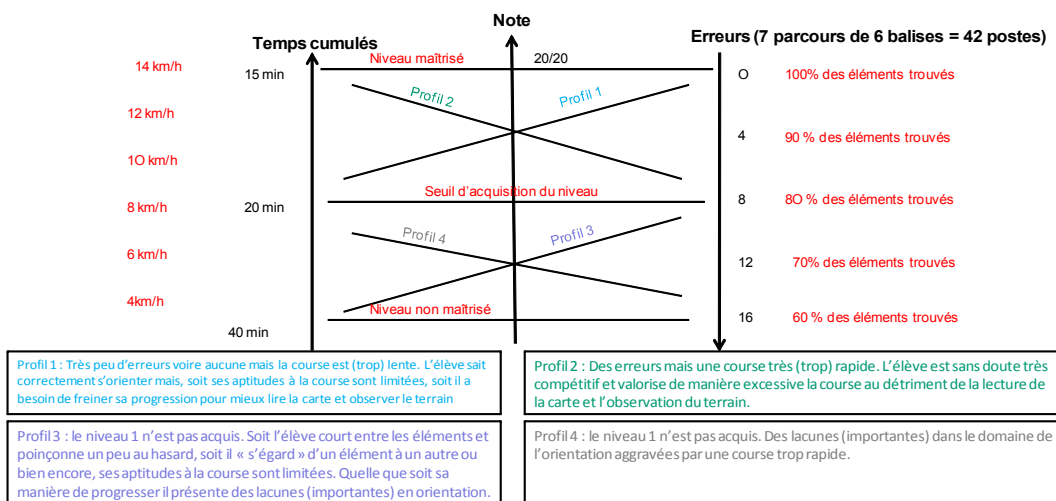 Note
Temps cumulés
Erreurs (7 parcours de 6 balises = 42 postes)
14 km/h
15 min
Niveau maîtrisé
20/20
O
100% des éléments trouvés
Profil 2
Profil 1
12 km/h
4
90 % des éléments trouvés
1O km/h
Seuil d'acquisition du niveau
8 km/h
20 min
8
8O % des éléments trouvés
Profil 4
Profil 3
6 km/h
12
70% des éléments trouvés
4km/h
Niveau non maîtrisé
16
60 % des éléments trouvés
40 min
Profil 1 : Très peu d'erreurs voire aucune mais la course est (trop) lente. L'élève sait
correctement s'orienter mais, soit ses aptitudes à la course sont limitées, soit il a
besoin de freiner sa progression pour mieux lire la carte et observer le terrain
Profil 2 : Des erreurs mais une course très (trop) rapide. L'élève est sans doute très
compétitif et valorise de manière excessive la course au détriment de la lecture de
la carte et l'observation du terrain.
Profil 3 : le niveau 1 n'est pas acquis. Soit l'élève court entre les éléments et
poinçonne un peu au hasard, soit il « s'égard » d'un élément à un autre ou
bien encore, ses aptitudes à la course sont limitées. Quelle que soit sa
manière de progresser il présente des lacunes (importantes) en orientation.
Profil 4 : le niveau 1 n'est pas acquis. Des lacunes (importantes) dans le domaine de
l'orientation aggravées par une course trop rapide.